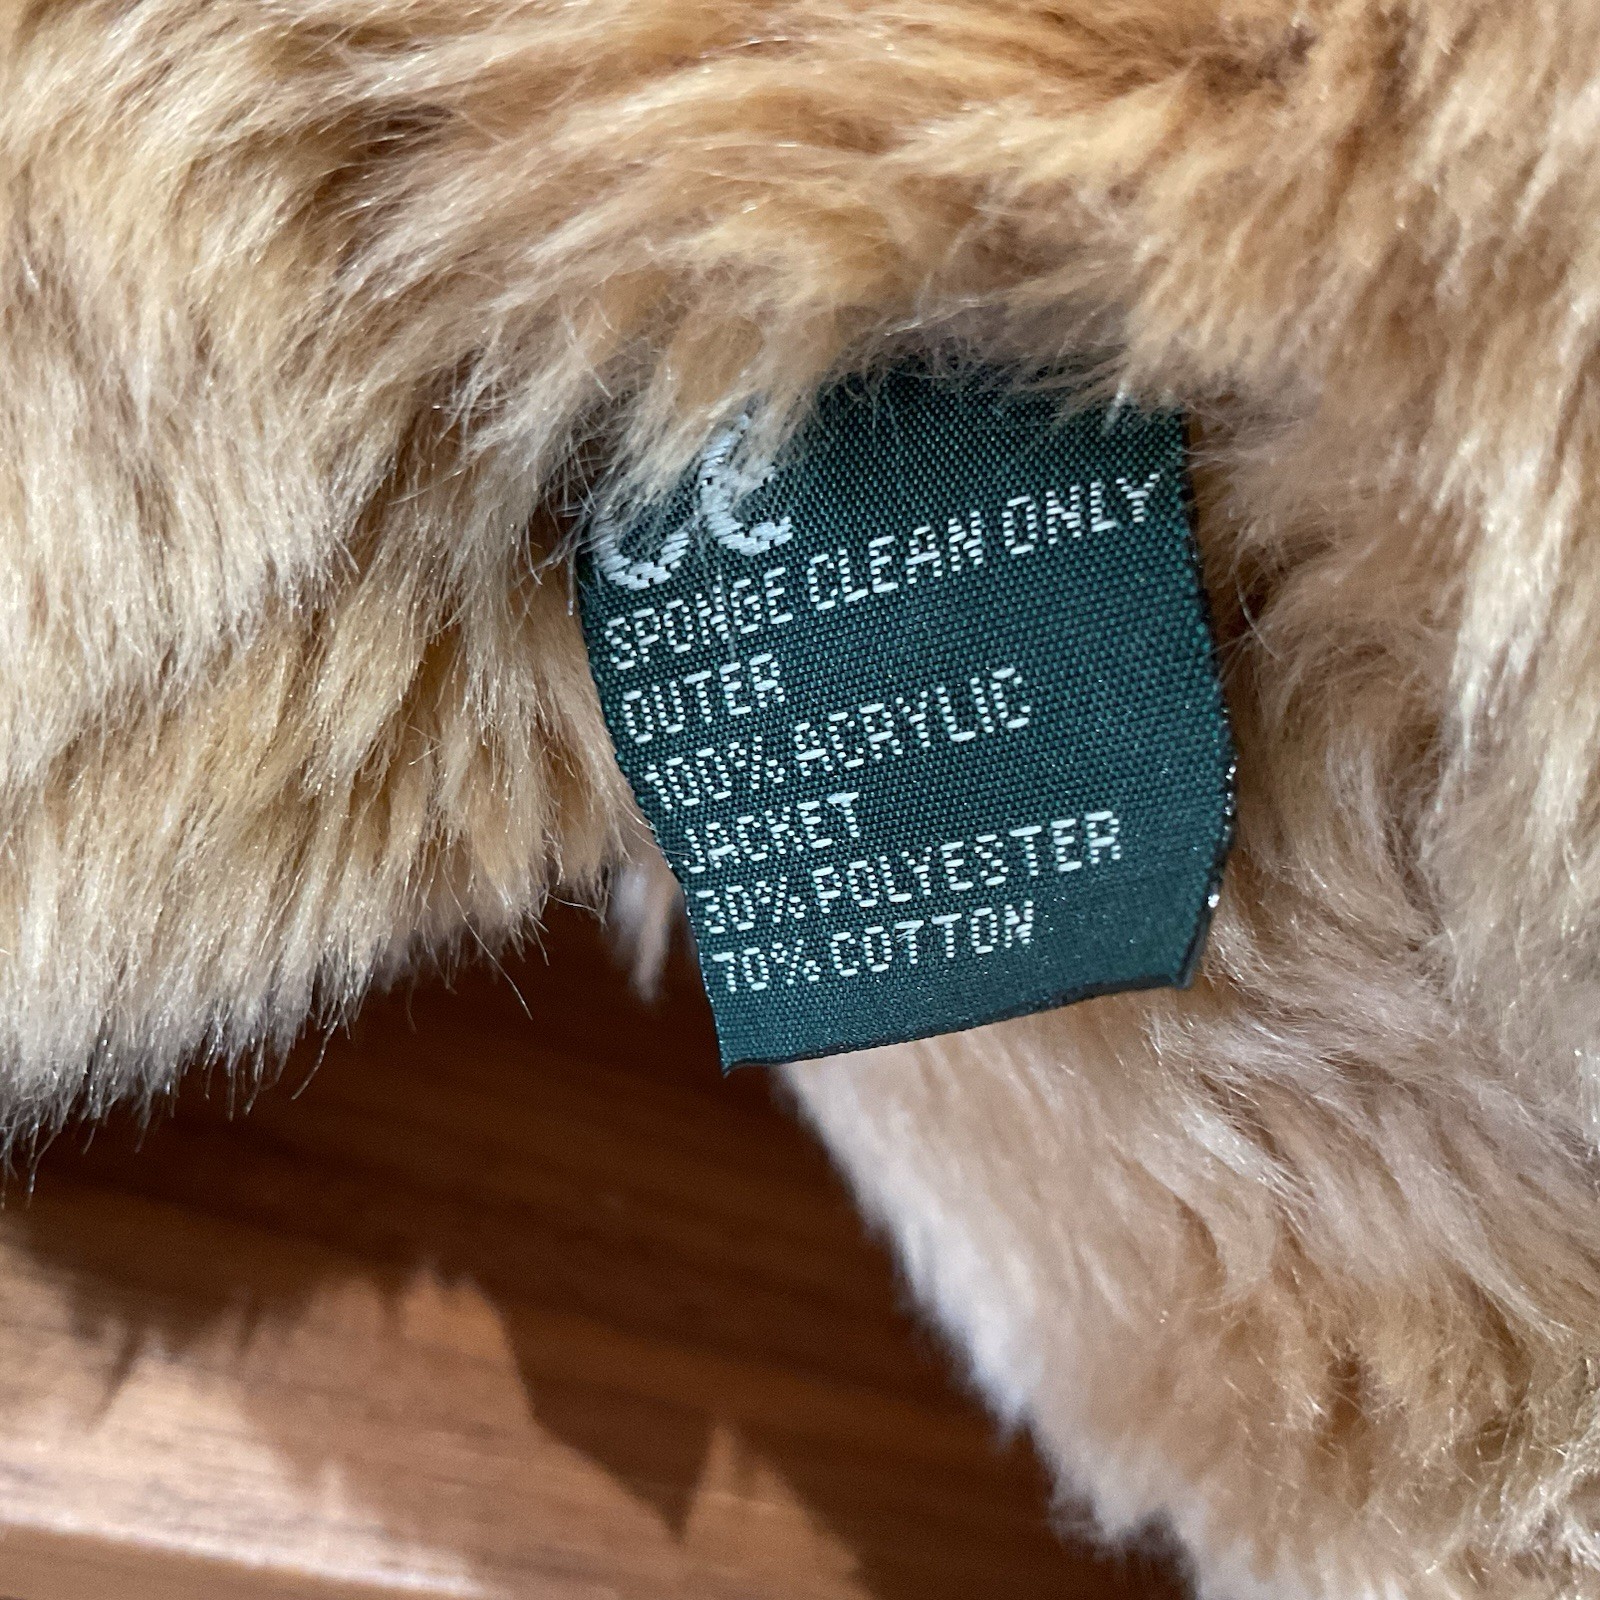 SPONGE CLEAN ONLY
OUTER
100% ACRYLIC
JACKET
30% POLYESTER
70% COTTON